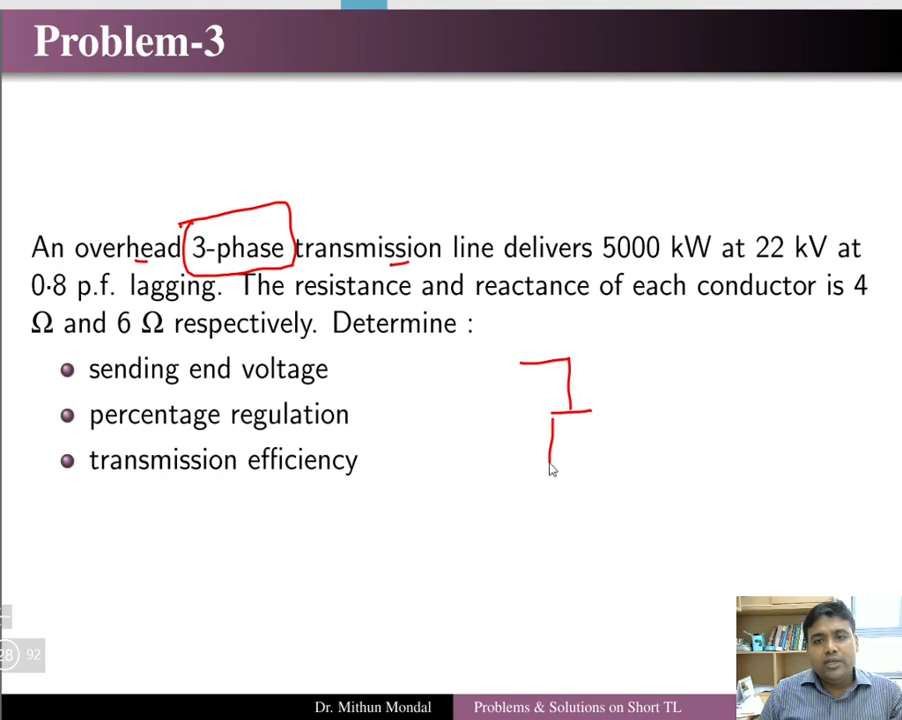 Problem-3
An overhead 3-phase transmission line delivers 5000 kW at 22 kV at
0·8 p.f. lagging. The resistance and reactance of each conductor is 4
Ω and 6 Ω respectively. Determine :
sending end voltage
percentage regulation
transmission efficiency
28 92
Dr. Mithun Mondal Problems & Solutions on Short TL